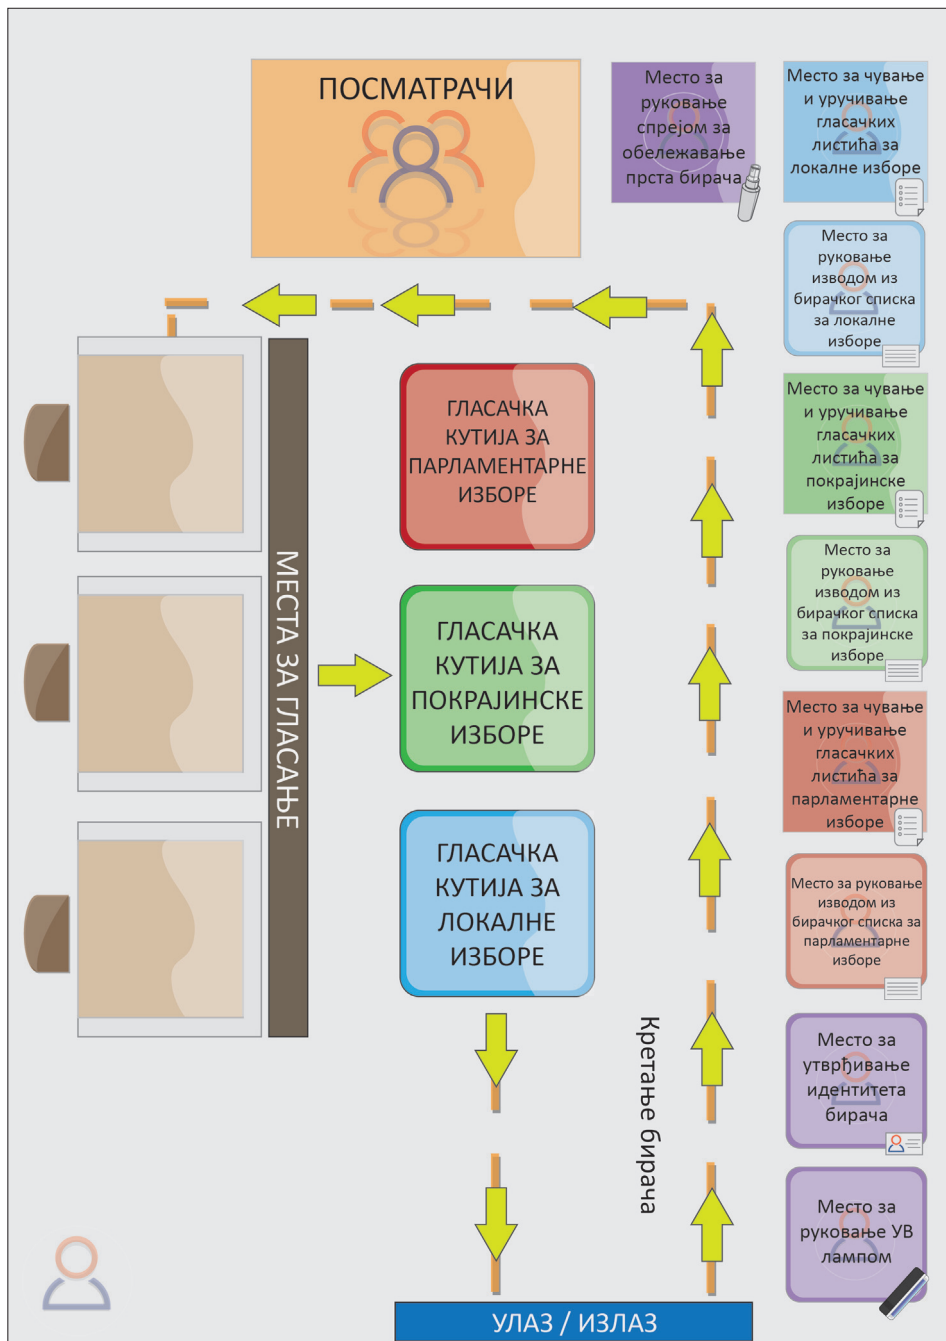 ПОСМАТРАЧИ
Место за
руковање
спрејом за
обележавање
прста бирача
Место за чување
и уручивање
гласачких
листића за
локалне изборе
Место за
руковање
изводом из
бирачког списка
за локалне
изборе
Место за чување
и уручивање
гласачких
листића за
покрајинске
изборе
Место за
руковање
изводом из
бирачког списка
за покрајинске
изборе
Место за чување
и уручивање
гласачких
листића за
парламентарне
изборе
Место за руковање
изводом из
бирачког списка за
парламентарне
изборе
Место за
утврђивање
идентитета
бирача
Место за
руковање УВ
лампом
ГЛАСАЧКА
КУТИЈА ЗА
ПАРЛАМЕНТАРНЕ
ИЗБОРЕ
ГЛАСАЧКА
КУТИЈА ЗА
ПОКРАЈИНСКЕ
ИЗБОРЕ
ГЛАСАЧКА
КУТИЈА ЗА
ЛОКАЛНЕ
ИЗБОРЕ
МЕСТА ЗА ГЛАСАЊЕ
Кретање бирача
УЛАЗ / ИЗЛАЗ